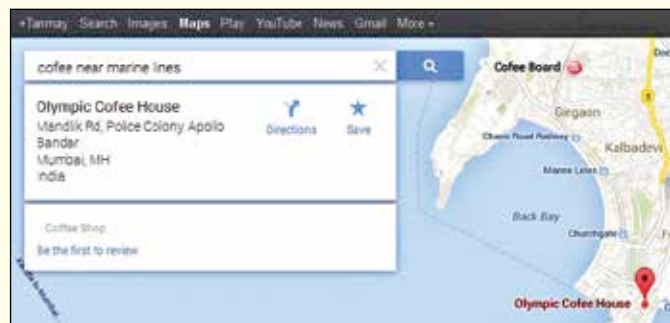 +Tanmay Search Images Maps Play YouTube News Gmail More
cofee near marine lines
Cofee Board
Olympic Cofee House
Mandlik Rd, Police Colony Apollo
Bandar
Mumbai, MH
India
Directions
Save
Girgaon
Kalbadevi
Charni Road Railway
Marine Lines
Back Bay
Churchgate
Coffee Shop
Be the first to review
Olympic Cofee House